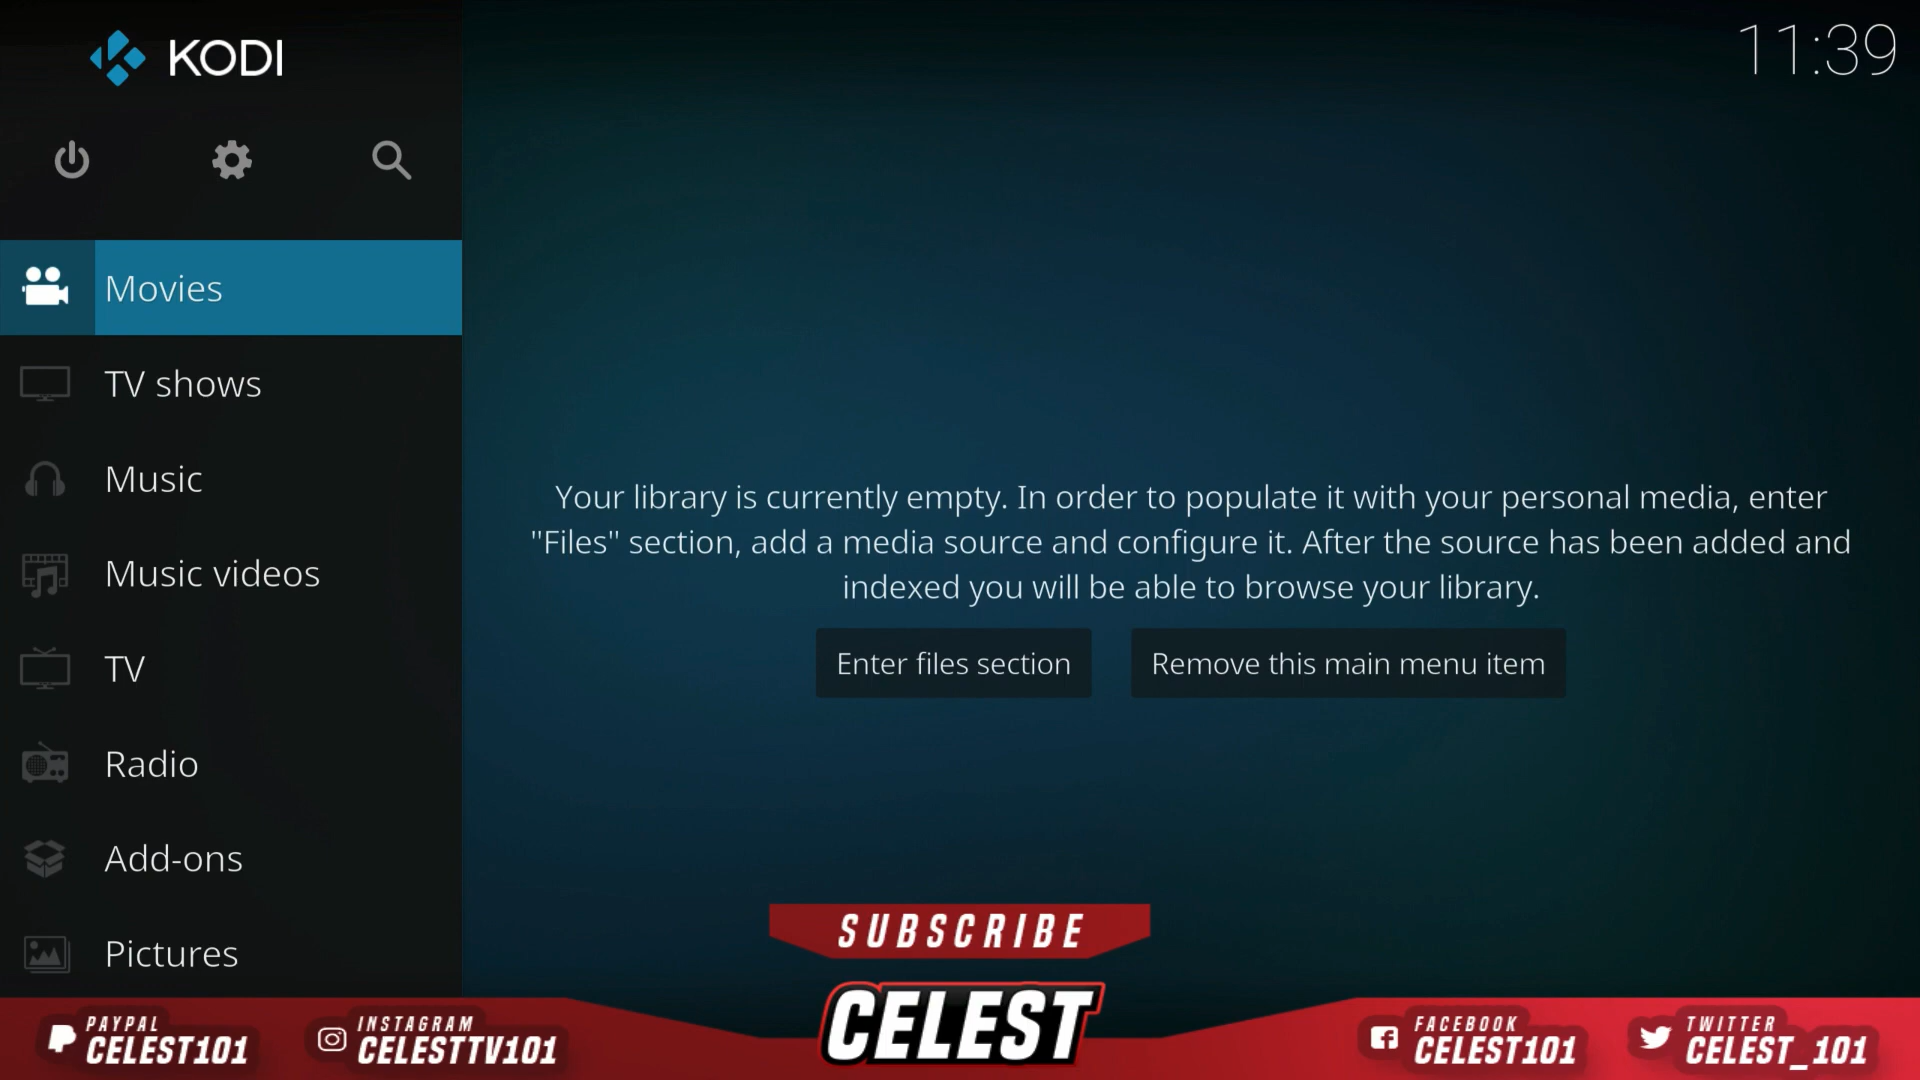 KODI
11:39
Movies
TV shows
Music
Music videos
TV
Radio
Add-ons
Pictures
Your library is currently empty. In order to populate it with your personal media, enter
"Files" section, add a media source and configure it. After the source has been added and
indexed you will be able to browse your library.
Enter files section
Remove this main menu item
SUBSCRIBE
CELEST
PAYPAL
CELEST101
INSTAGRAM
CELESTTV101
FACEBOOK
CELEST101
TWITTER
CELEST_101